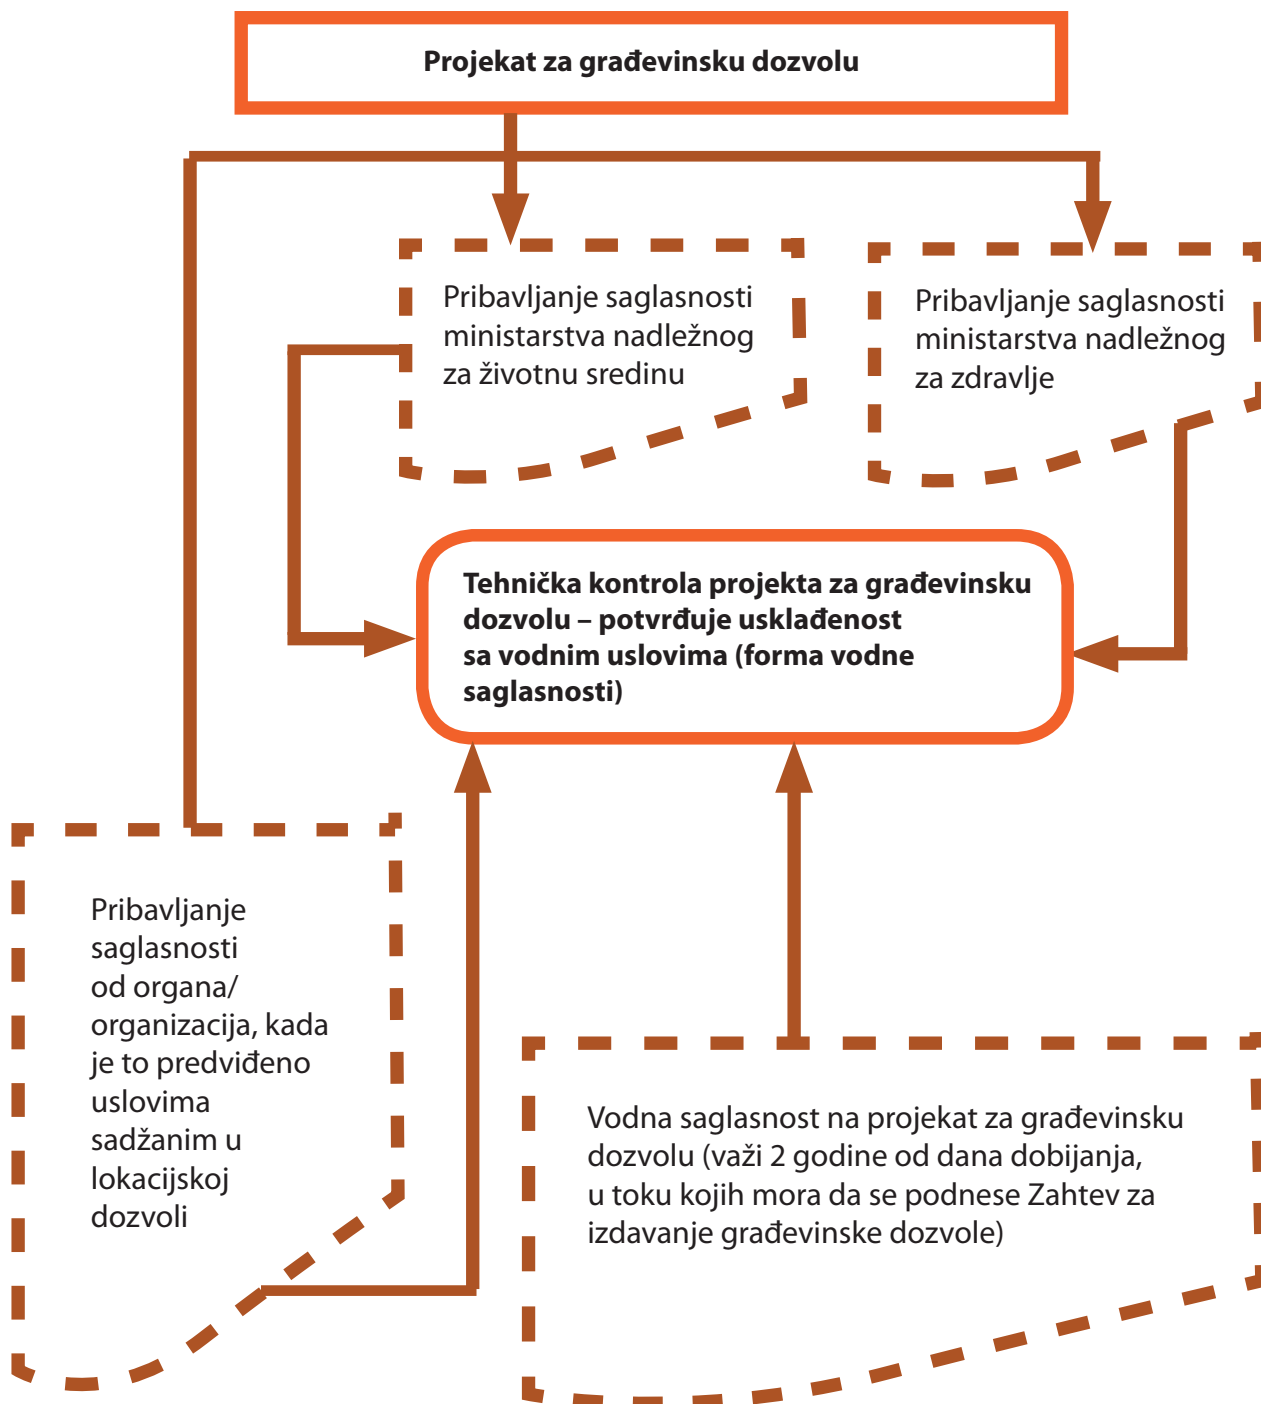 Projekat za građevinsku dozvolu
Pribavljanje saglasnosti
ministarstva nadležnog
za životnu sredinu
Pribavljanje saglasnosti
ministarstva nadležnog
za zdravlje
Tehnička kontrola projekta za građevinsku
dozvolu – potvrđuje usklađenost
sa vodnim uslovima (forma vodne
saglasnosti)
Pribavljanje
saglasnosti
od organa/
organizacija, kada
je to predviđeno
uslovima
sadžanim u
lokacijskoj
dozvoli
Vodna saglasnost na projekat za građevinsku
dozvolu (važi 2 godine od dana dobijanja,
u toku kojih mora da se podnese Zahtev za
izdavanje građevinske dozvole)